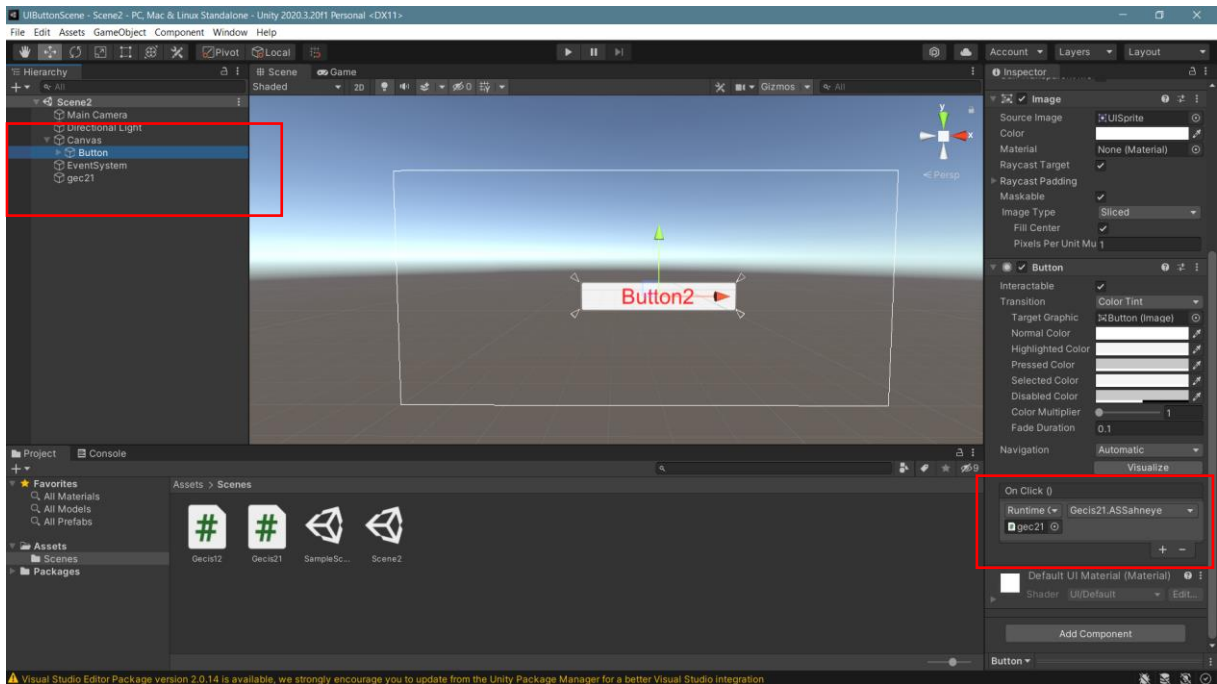 UIButtonScene - Scene2 - PC, Mac & Linux Standalone - Unity 2020.3.20f1 Personal <DX11>
File Edit Assets GameObject Component Window Help
Pivot Local
Account Layers Layout
Hierarchy
All
Scene2
Main Camera
Directional Light
Canvas
Button
EventSystem
gec21
Scene Game
Shaded 2D 0 Gizmos All
y
x
Persp
Button2
Inspector
Image
Source Image UISprite
Color
Material None (Material)
Raycast Target
Raycast Padding
Maskable
Image Type Sliced
Fill Center
Pixels Per Unit Mu 1
Button
Interactable
Transition Color Tint
Target Graphic Button (Image)
Normal Color
Highlighted Color
Pressed Color
Selected Color
Disabled Color
Color Multiplier 1
Fade Duration 0.1
Navigation Automatic
Visualize
On Click ()
Runtime ( Gecis21.ASSahneye
gec21
+ -
Default UI Material (Material)
Shader UI/Default Edit...
Add Component
Button
Project Console
9
Favorites
All Materials
All Models
All Prefabs
Assets
Scenes
Packages
Assets > Scenes
# #
Gecis12 Gecis21 SampleSc... Scene2
Visual Studio Editor Package version 2.0.14 is available, we strongly encourage you to update from the Unity Package Manager for a better Visual Studio integration